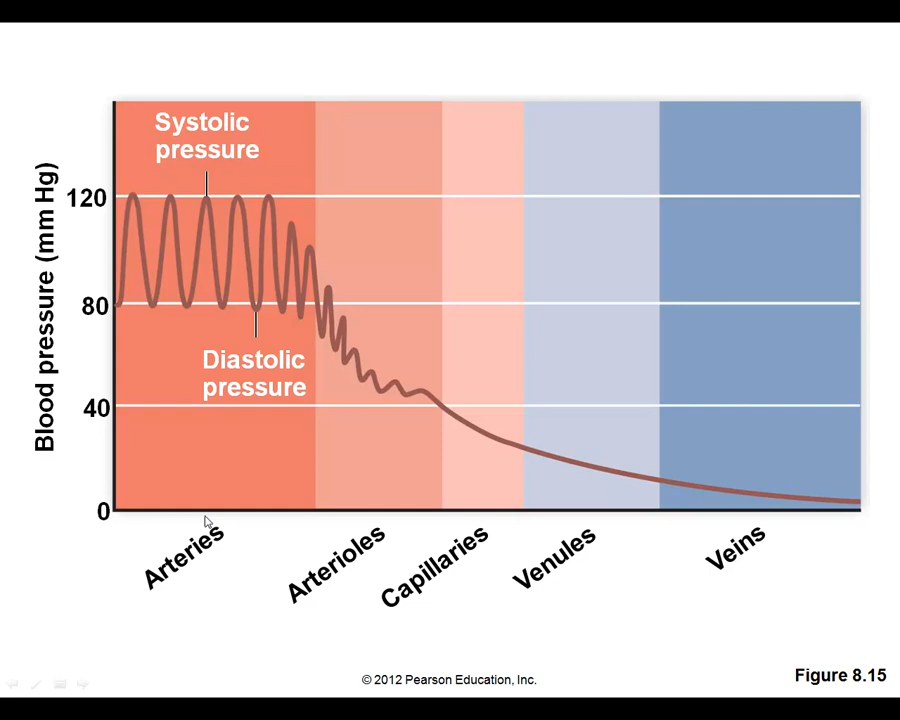 Systolic
pressure
Blood pressure (mm Hg)
120
80
Diastolic
pressure
40
0
Arteries
Arterioles
Capillaries
Venules
Veins
© 2012 Pearson Education, Inc.
Figure 8.15